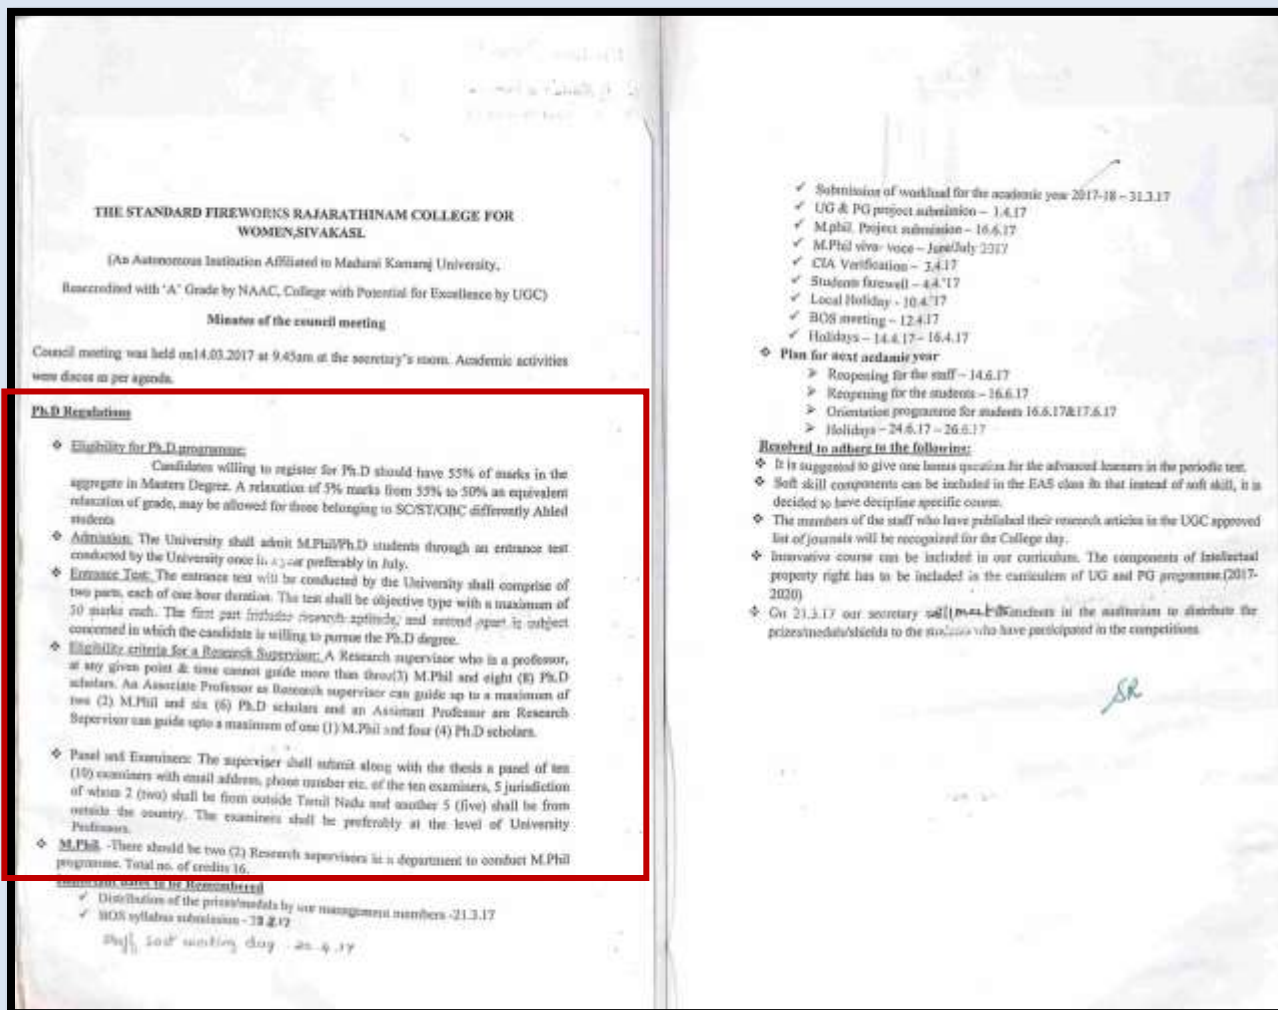 THE STANDARD FIREWORKS RAJARATHINAM COLLEGE FOR
WOMEN,SIVAKASI.
(An Autonomous Institution Affiliated to Madurai Kamaraj University,
Reaccredited with 'A' Grade by NAAC, College with Potential for Excellence by UGC)
Minutes of the council meeting
Council meeting was held on14.03.2017 at 9.45am at the secretary's room. Academic activities
were discus as per agenda.
Ph.D Regulations
❖ Eligibility for Ph.D.programme:
Candidates willing to register for Ph.D should have 55% of marks in the
aggregate in Masters Degree. A relaxation of 5% marks from 55% to 50% an equivalent
relaxation of grade, may be allowed for those belonging to SC/ST/OBC differently Abled
students
❖ Admission: The University shall admit M.Phil/Ph.D students through an entrance test
conducted by the University once in a year preferably in July.
❖ Entrance Test: The entrance test will be conducted by the University shall comprise of
two parts, each of one hour duration. The test shall be objective type with a maximum of
50 marks each. The first part includes research aptitude, and second part is subject
concerned in which the candidate is willing to pursue the Ph.D degree.
❖ Eligibility criteria for a Research Supervisor: A Research supervisor who is a professor,
at any given point & time cannot guide more than three(3) M.Phil and eight (8) Ph.D
scholars. An Associate Professor as Research supervisor can guide up to a maximum of
two (2) M.Phil and six (6) Ph.D scholars and an Assistant Professor are Research
Supervisor can guide upto a maximum of one (1) M.Phil and four (4) Ph.D scholars.
❖ Panel and Examiners: The supervisor shall submit along with the thesis a panel of ten
(10) examiners with email address, phone number etc. of the ten examiners, 5 jurisdiction
of whom 2 (two) shall be from outside Tamil Nadu and another 5 (five) shall be from
outside the country. The examiners shall be preferably at the level of University
Professors.
❖ M.Phil. -There should be two (2) Research supervisors in a department to conduct M.Phil
programme. Total no. of credits 16.
Important dates to be Remembered
✓ Distribution of the prizes/medals by our management members -21.3.17
✓ BOS syllabus submission -
last working day - 20.4.17
✓ Submission of workload for the academic year 2017-18 – 31.3.17
✓ UG & PG project submission – 1.4.17
✓ M.phil. Project submission – 16.6.17
✓ M.Phil viva- voce – June/July 2017
✓ CIA Verification – 3.4.17
✓ Students farewell – 4.4.'17
✓ Local Holiday - 10.4.'17
✓ BOS meeting – 12.4.17
✓ Holidays – 14.4.17– 16.4.17
❖ Plan for next acdamic year
➢ Reopening for the staff – 14.6.17
➢ Reopening for the students – 16.6.17
➢ Orientation programme for students 16.6.17&17.6.17
➢ Holidays – 24.6.17 – 26.6.17
Resolved to adhere to the following:
❖ It is suggested to give one bonus question for the advanced learners in the periodic test.
❖ Soft skill components can be included in the EAS class & that instead of soft skill, it is
decided to have decipline specific course.
❖ The members of the staff who have published their research articles in the UGC approved
list of journals will be recognized for the College day.
❖ Innovative course can be included in our curriculum. The components of Intellectual
property right has to be included in the curriculum of UG and PG programme.(2017-
2020)
❖ On 21.3.17 our secretary will meet students in the auditorium to distribute the
prizes/medals/shields to the students who have participated in the competitions
SR